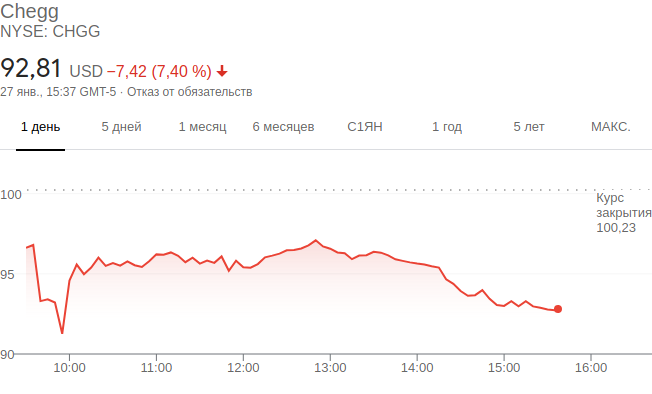 Chegg
NYSE: CHGG
92,81 USD −7,42 (7,40 %)
27 янв., 15:37 GMT-5 · Отказ от обязательств
1 день 5 дней 1 месяц 6 месяцев С1ЯН 1 год 5 лет МАКС.
100
Курс
закрытия
100,23
95
90
10:00 11:00 12:00 13:00 14:00 15:00 16:00